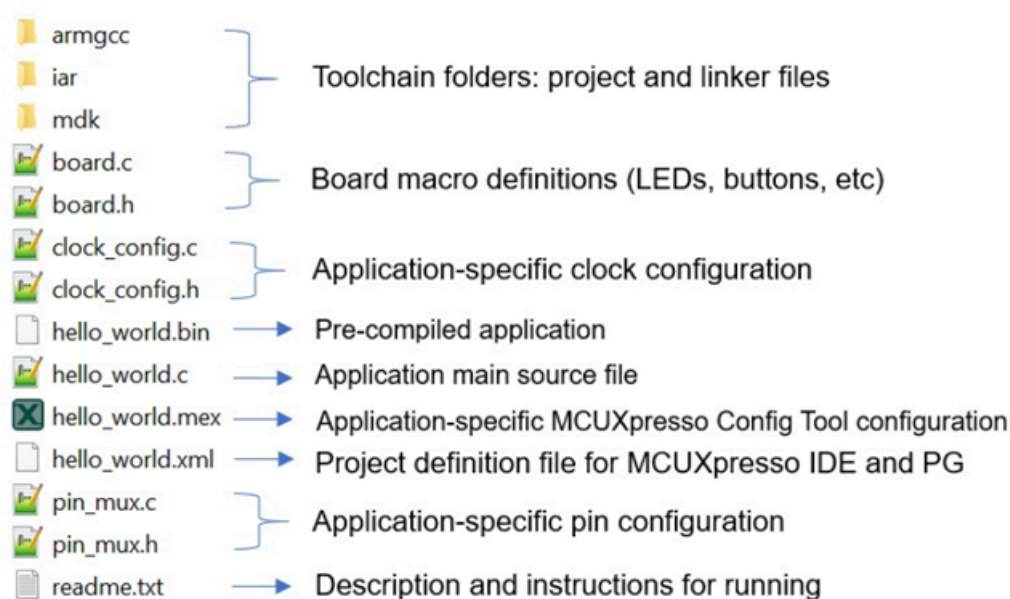 armgcc
iar
Toolchain folders: project and linker files
mdk
board.c
Board macro definitions (LEDs, buttons, etc)
board.h
clock_config.c
Application-specific clock configuration
clock_config.h
hello_world.bin Pre-compiled application
hello_world.c Application main source file
hello_world.mex Application-specific MCUXpresso Config Tool configuration
hello_world.xml Project definition file for MCUXpresso IDE and PG
pin_mux.c
Application-specific pin configuration
pin_mux.h
readme.txt Description and instructions for running